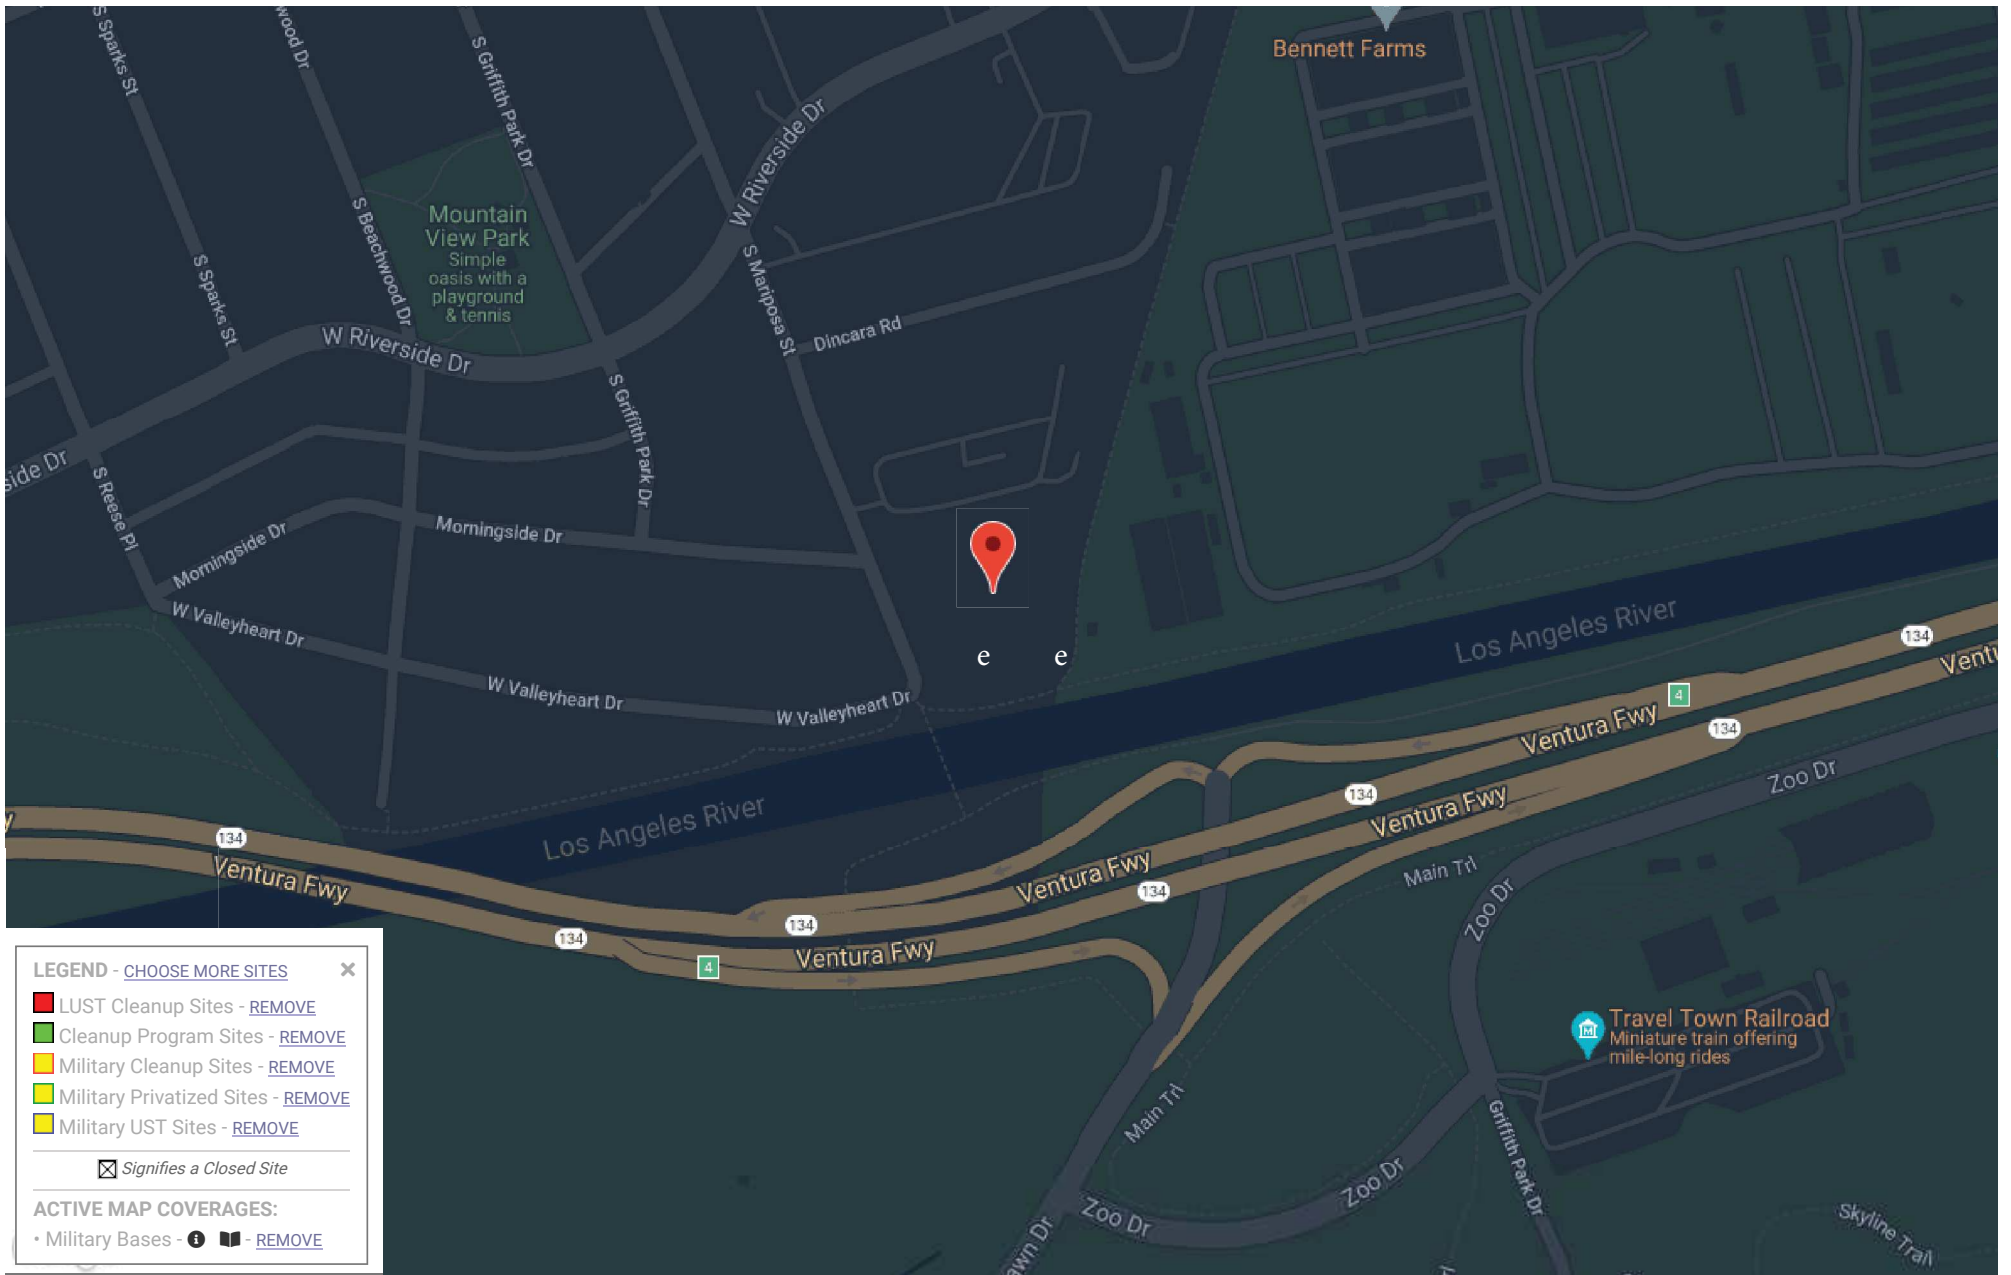 S Sparks St
wood Dr
S Griffith Park Dr
Bennett Farms
W Riverside Dr
S Beachwood Dr
Mountain
View Park
Simple
oasis with a
playground
& tennis
S Sparks St
S Mariposa St
W Riverside Dr
Dincara Rd
side Dr
S Reese Pl
S Griffith Park Dr
Morningside Dr
Morningside Dr
W Valleyheart Dr
W Valleyheart Dr
W Valleyheart Dr
e e
Los Angeles River
134
Ventu
4
Ventura Fwy
134
Zoo Dr
134
Ventura Fwy
Los Angeles River
y
134
Ventura Fwy
Ventura Fwy
134
Main Trl
Zoo Dr
134
134
Ventura Fwy
4
Travel Town Railroad
Miniature train offering
mile-long rides
Main Trl
Griffith Park Dr
Zoo Dr
Zoo Dr
awn Dr
Skyline Trail
LEGEND - CHOOSE MORE SITES ×
LUST Cleanup Sites - REMOVE
Cleanup Program Sites - REMOVE
Military Cleanup Sites - REMOVE
Military Privatized Sites - REMOVE
Military UST Sites - REMOVE
Signifies a Closed Site
ACTIVE MAP COVERAGES:
• Military Bases - - REMOVE